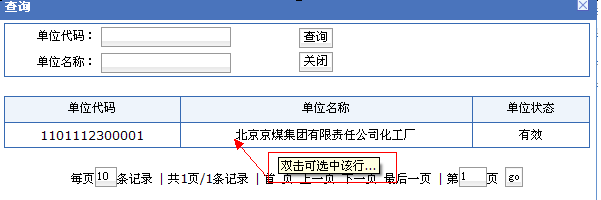 查询
单位代码： 查询
单位名称： 关闭
单位代码 单位名称 单位状态
1101112300001 北京京煤集团有限责任公司化工厂 有效
双击可选中该行...
每页10条记录 | 共1页/1条记录 | 首 页 上一页 下一页 最后一页 | 第1页 go